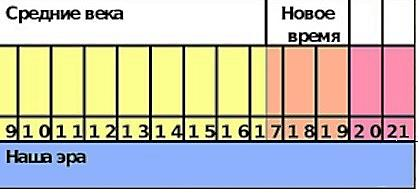 Средние века
Новое
время
9 10 11 12 13 14 15 16 17 18 19 20 21
Наша эра